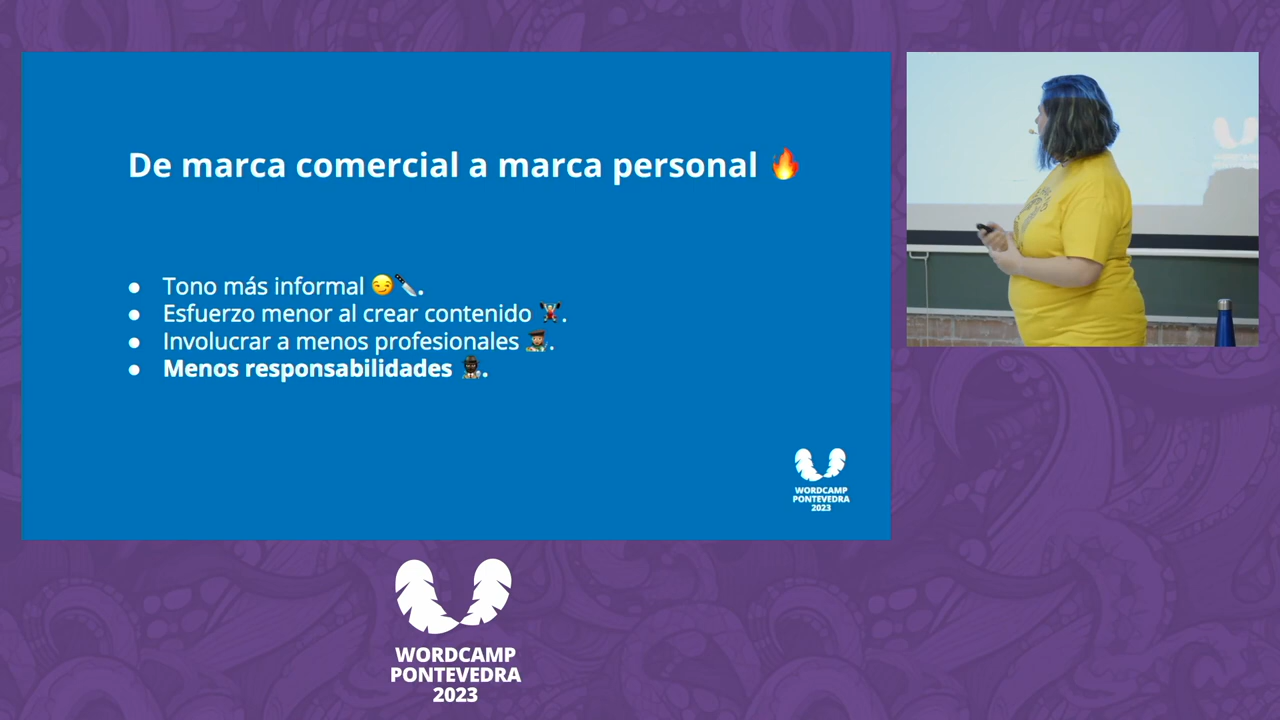 De marca comercial a marca personal 🔥
● Tono más informal 😏🔪.
● Esfuerzo menor al crear contenido 🏋️.
● Involucrar a menos profesionales 👨🏽‍🎓.
● Menos responsabilidades 🥷🏿.
WORDCAMP
PONTEVEDRA
2023
WORDCAMP
PONTEVEDRA
2023